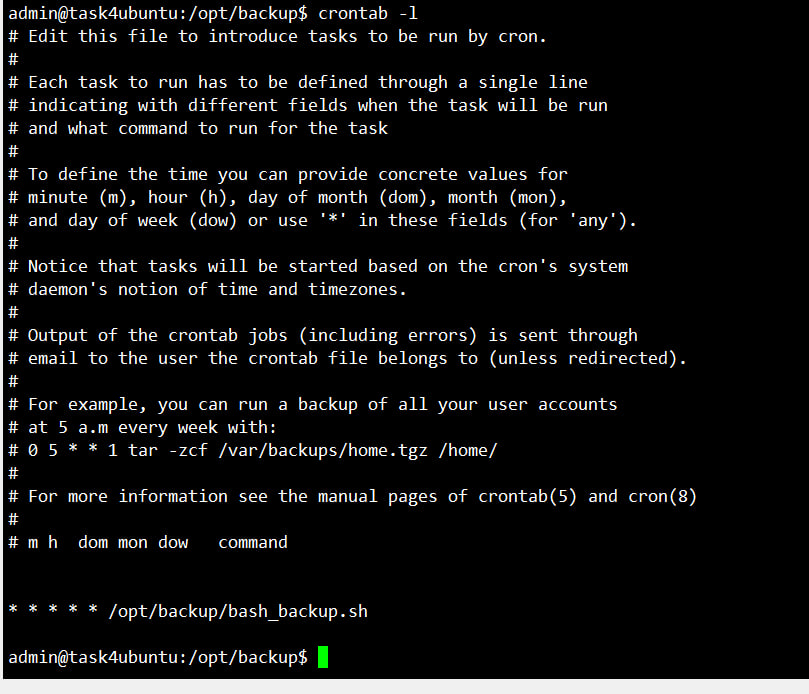 admin@task4ubuntu:/opt/backup$ crontab -l
# Edit this file to introduce tasks to be run by cron.
#
# Each task to run has to be defined through a single line
# indicating with different fields when the task will be run
# and what command to run for the task
#
# To define the time you can provide concrete values for
# minute (m), hour (h), day of month (dom), month (mon),
# and day of week (dow) or use '*' in these fields (for 'any').
#
# Notice that tasks will be started based on the cron's system
# daemon's notion of time and timezones.
#
# Output of the crontab jobs (including errors) is sent through
# email to the user the crontab file belongs to (unless redirected).
#
# For example, you can run a backup of all your user accounts
# at 5 a.m every week with:
# 0 5 * * 1 tar -zcf /var/backups/home.tgz /home/
#
# For more information see the manual pages of crontab(5) and cron(8)
#
# m h  dom mon dow   command
* * * * * /opt/backup/bash_backup.sh
admin@task4ubuntu:/opt/backup$